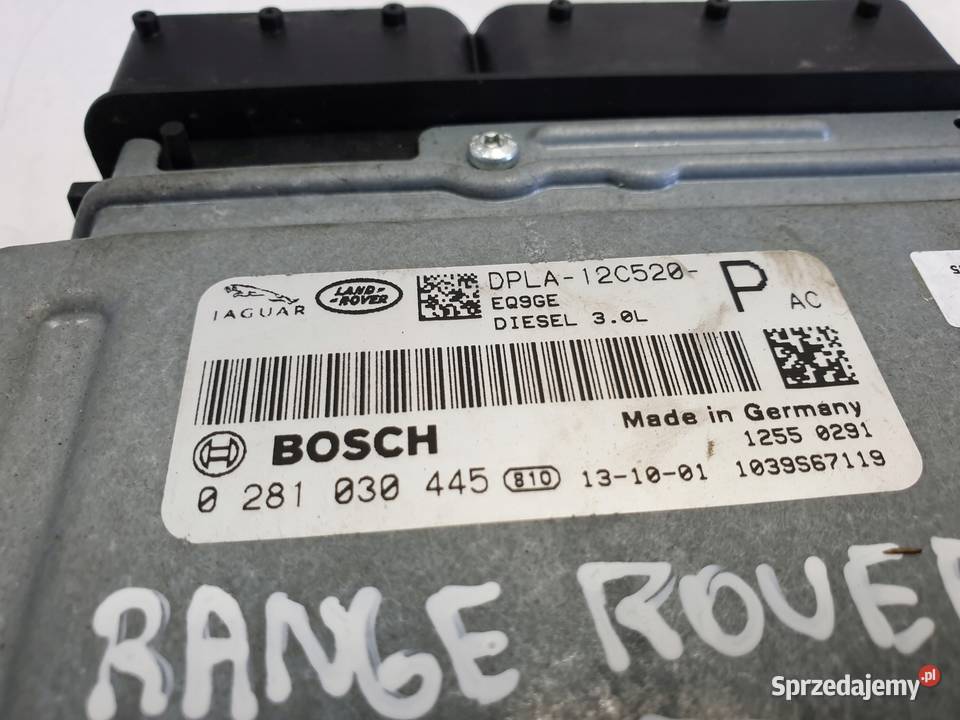 JAGUAR
LAND-
-ROVER
DPLA-12C520-
P
AC
EQ9GE
DIESEL 3.0L
Made in Germany
1255 0291
BOSCH
0 281 030 445 810 13-10-01 1039S67119
RANGE ROVE
Sprzedajemy.pl